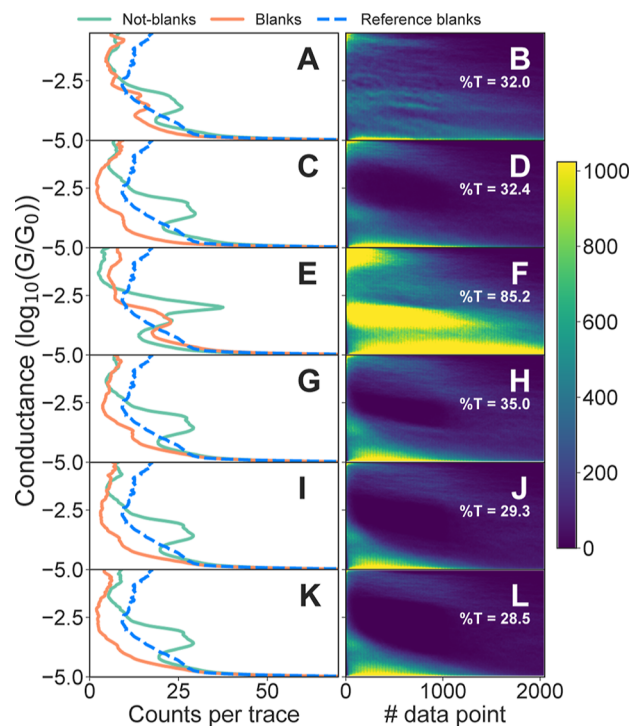 Not-blanks Blanks Reference blanks
A B
%T = 32.0
−2.5
−5.0
C D
%T = 32.4
−2.5
−5.0
E F
%T = 85.2
−2.5
−5.0
G H
%T = 35.0
−2.5
−5.0
I J
%T = 29.3
−2.5
−5.0
K L
%T = 28.5
−2.5
−5.0
0 25 50 0 1000 2000
Counts per trace # data point
Conductance (log10(G/G0))
1000
800
600
400
200
0